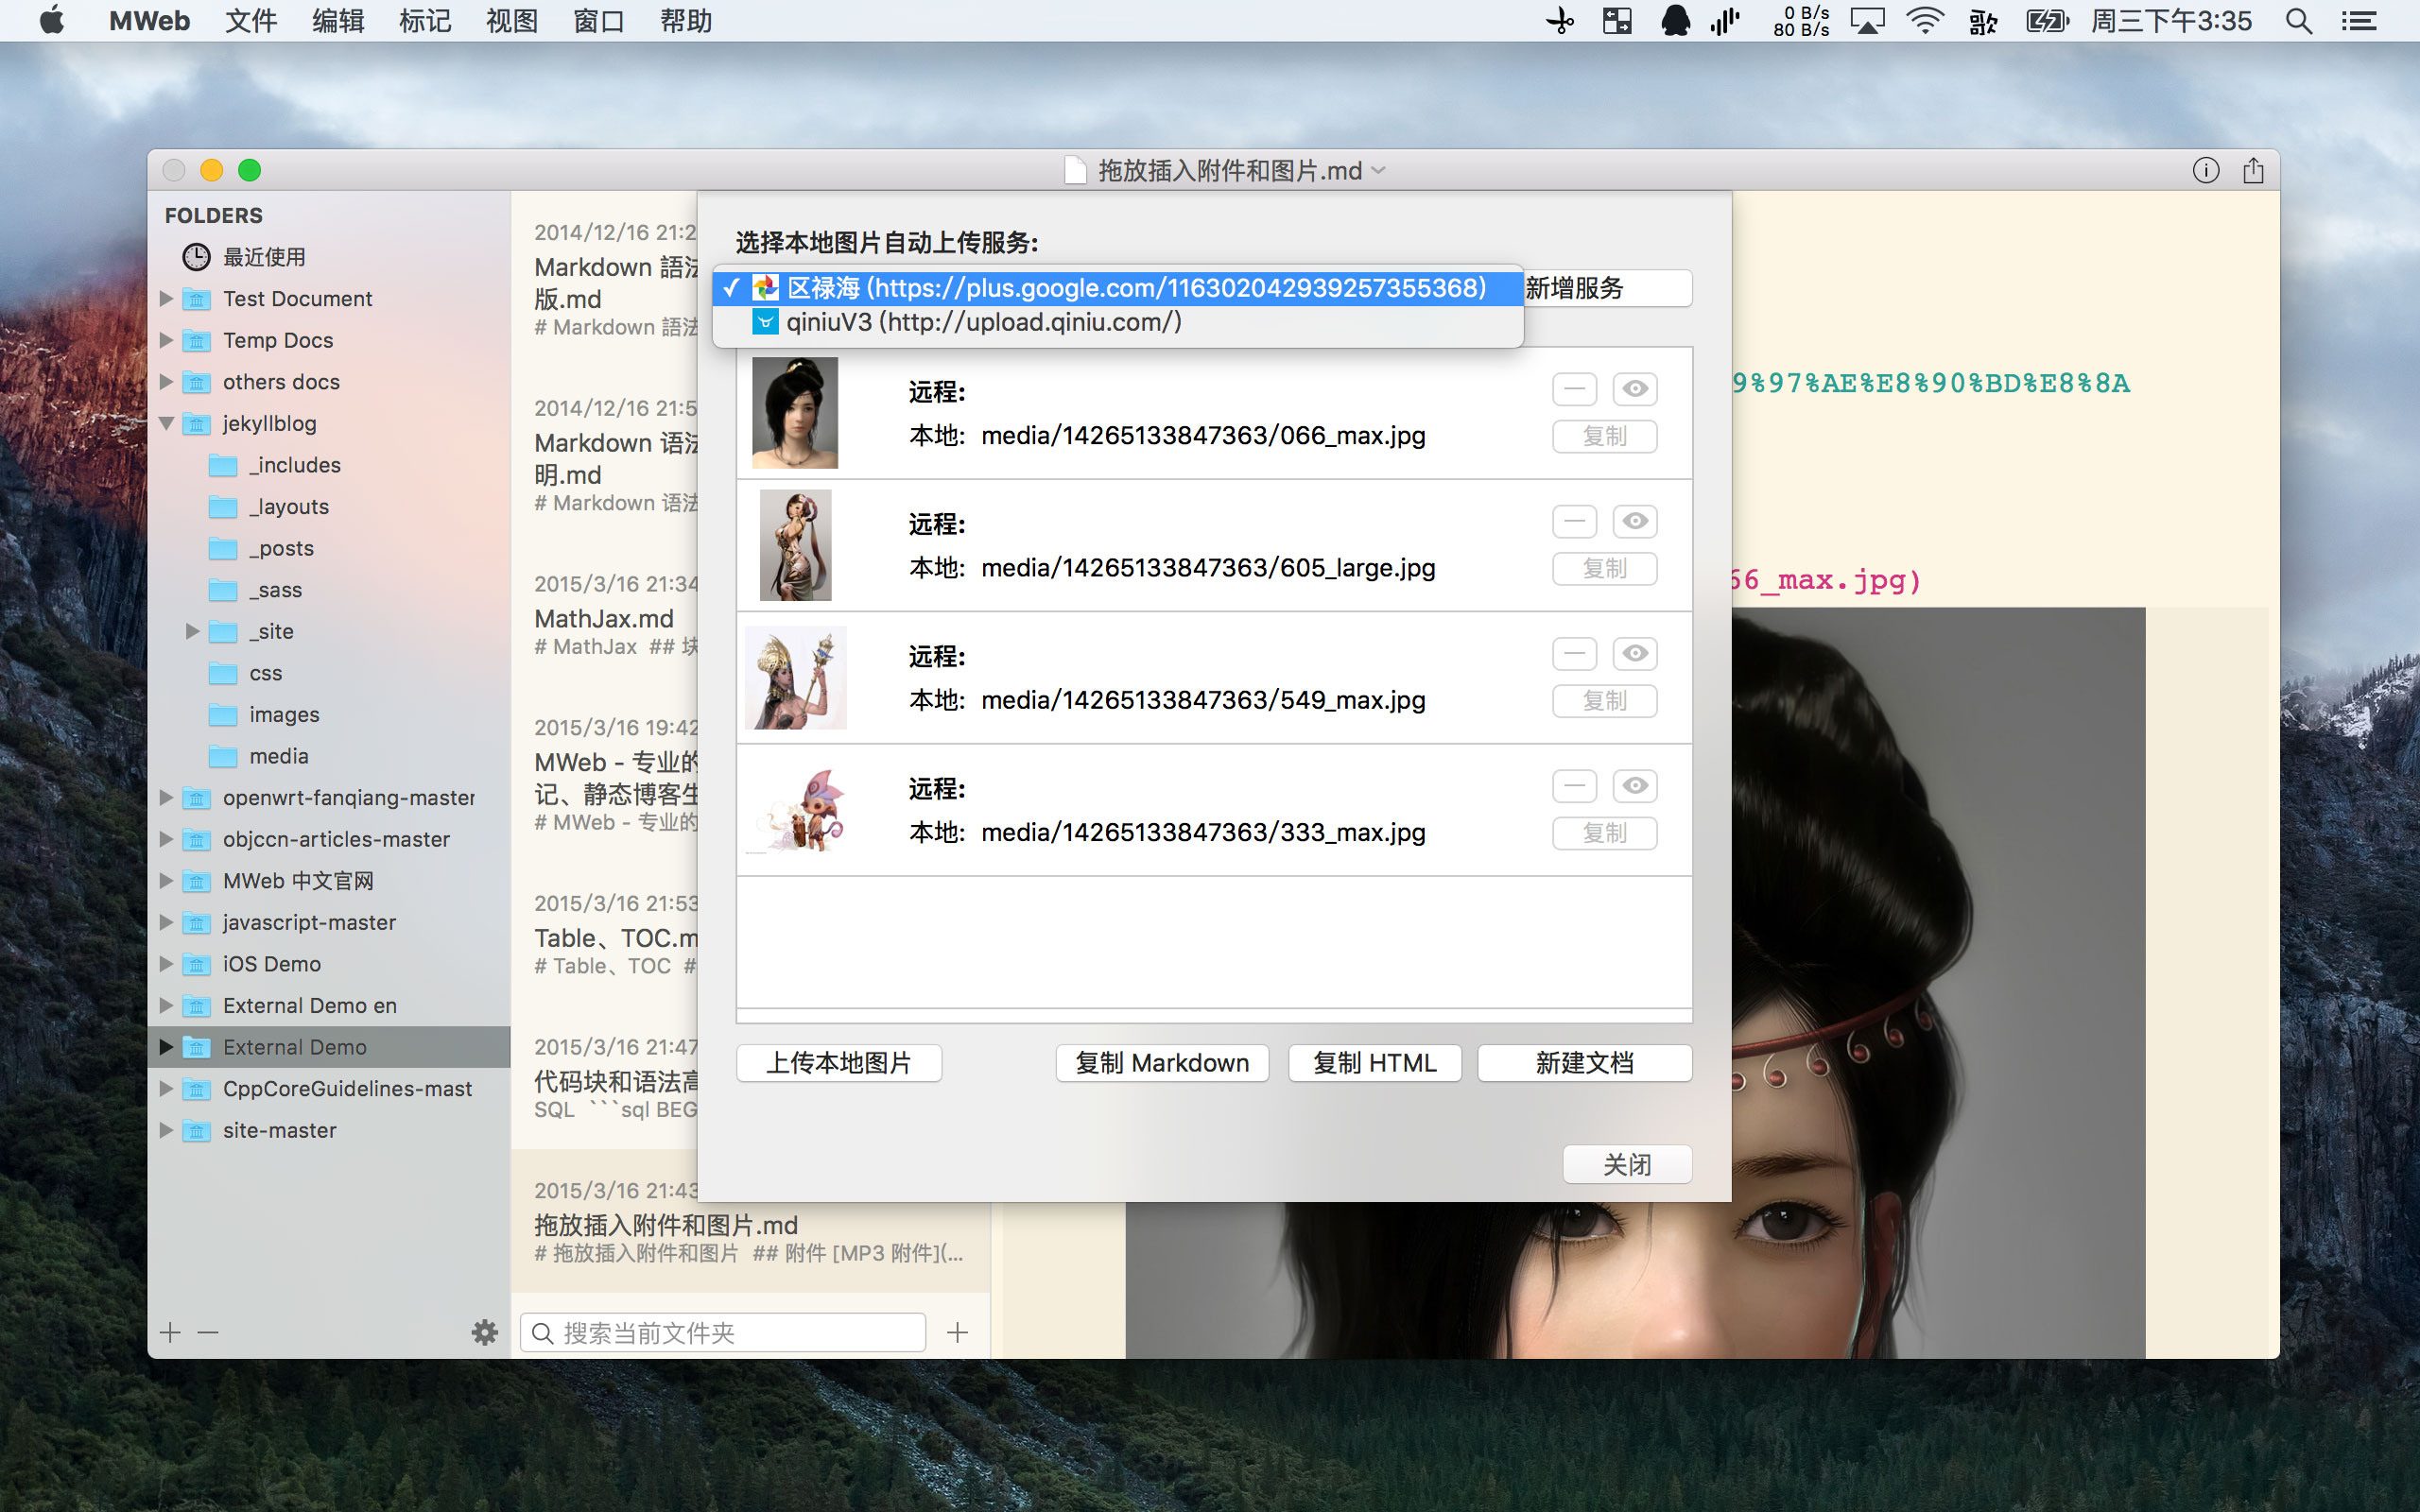 MWeb 文件 编辑 标记 视图 窗口 帮助
0 B/s
80 B/s
歌
周三下午3:35
拖放插入附件和图片.md
FOLDERS
最近使用
Test Document
Temp Docs
others docs
jekyllblog
_includes
_layouts
_posts
_sass
_site
css
images
media
openwrt-fanqiang-master
objccn-articles-master
MWeb 中文官网
javascript-master
iOS Demo
External Demo en
External Demo
CppCoreGuidelines-mast
site-master
2014/12/16 21:2
Markdown 語法
版.md
# Markdown 語法
2014/12/16 21:5
Markdown 语法
明.md
# Markdown 语法
2015/3/16 21:34
MathJax.md
# MathJax ## 块
2015/3/16 19:42
MWeb - 专业的
记、静态博客生
# MWeb - 专业的
2015/3/16 21:53
Table、TOC.m
# Table、TOC #
2015/3/16 21:47
代码块和语法高
SQL ```sql BEG
2015/3/16 21:43
拖放插入附件和图片.md
# 拖放插入附件和图片 ## 附件 [MP3 附件](...
搜索当前文件夹
选择本地图片自动上传服务:
✓ 区禄海 (https://plus.google.com/116302042939257355368)
qiniuV3 (http://upload.qiniu.com/)
新增服务
远程:
本地: media/14265133847363/066_max.jpg
复制
远程:
本地: media/14265133847363/605_large.jpg
复制
远程:
本地: media/14265133847363/549_max.jpg
复制
远程:
本地: media/14265133847363/333_max.jpg
复制
上传本地图片 复制 Markdown 复制 HTML 新建文档
关闭
9%97%AE%E8%90%BD%E8%8A
66_max.jpg)